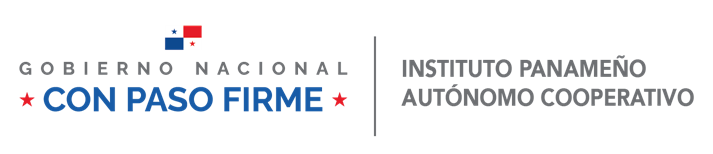 GOBIERNO NACIONAL
CON PASO FIRME
INSTITUTO PANAMEÑO
AUTÓNOMO COOPERATIVO